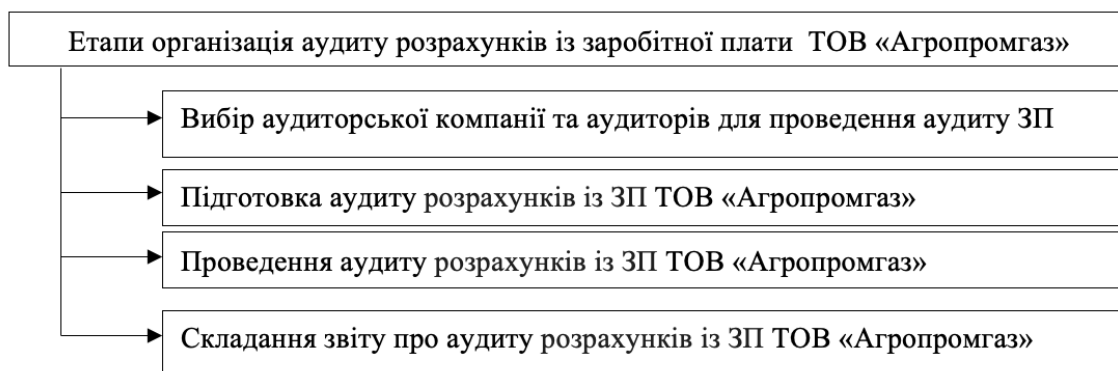 Етапи організація аудиту розрахунків із заробітної плати ТОВ «Агропромгаз»
Вибір аудиторської компанії та аудиторів для проведення аудиту ЗП
Підготовка аудиту розрахунків із ЗП ТОВ «Агропромгаз»
Проведення аудиту розрахунків із ЗП ТОВ «Агропромгаз»
Складання звіту про аудиту розрахунків із ЗП ТОВ «Агропромгаз»